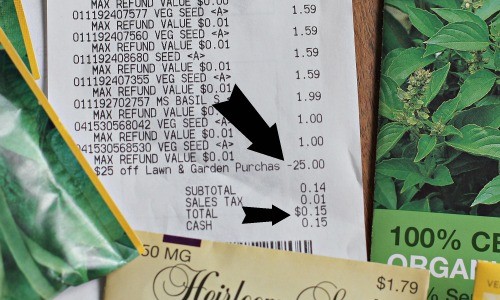 MAX REFUND VALUE $0.00
011192407577 VEG SEED <A> 1.59
MAX REFUND VALUE $0.01
011192407560 VEG SEED <A> 1.59
MAX REFUND VALUE $0.01
011192408680 SEED <A> 1.59
MAX REFUND VALUE $0.01
011192407355 VEG SEED <A> 1.59
MAX REFUND VALUE $0.01
011192702757 MS BASIL S 1.99
MAX REFUND VALUE $0.01
041530568042 VEG SEED 1.00
MAX REFUND VALUE $0.01
041530568530 VEG SEED <A> 1.00
MAX REFUND VALUE $0.01
$25 off Lawn & Garden Purchas -25.00
SUBTOTAL 0.14
SALES TAX 0.01
TOTAL $0.15
CASH 0.15
50 MG
$1.79
Heirloom
100% CE
ORGAN
% Se